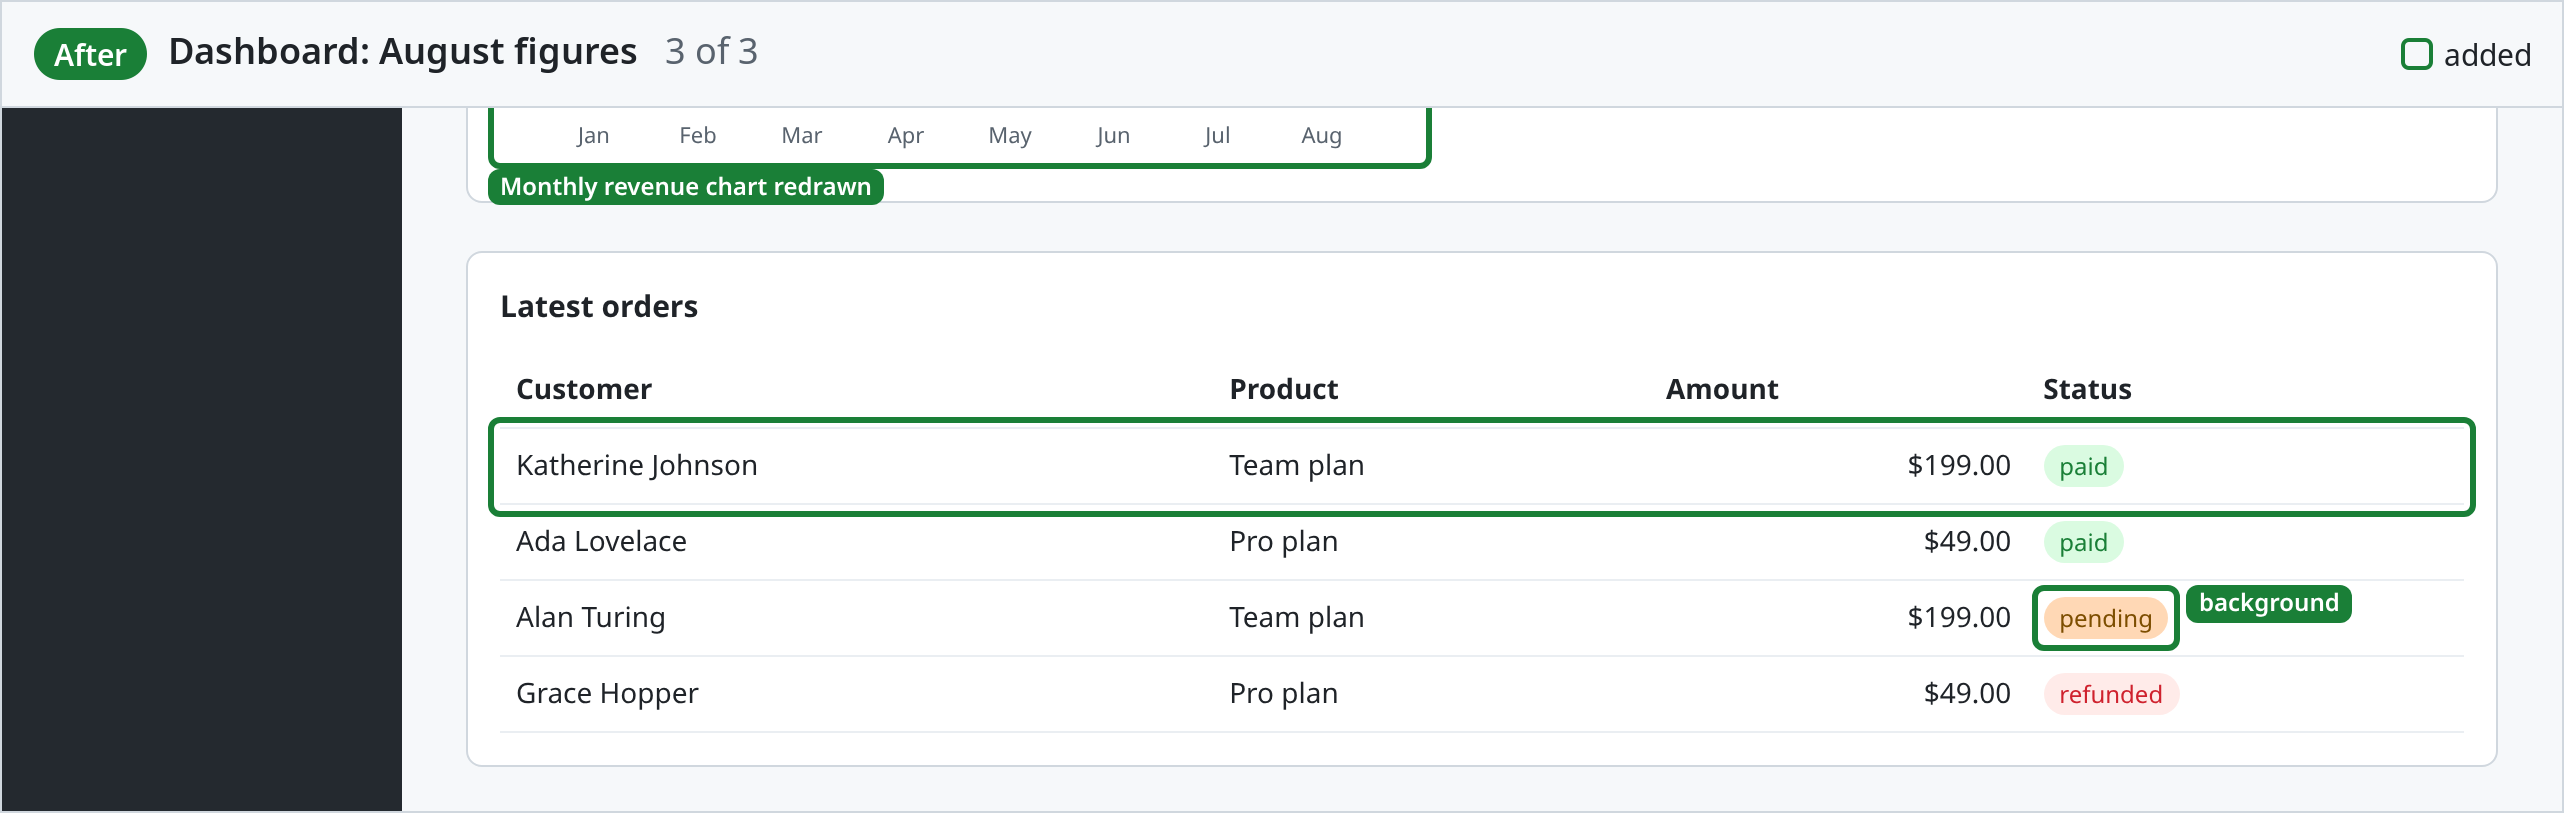 After Dashboard: August figures 3 of 3 added
Jan Feb Mar Apr May Jun Jul Aug
Monthly revenue chart redrawn
Latest orders
Customer Product Amount Status
Katherine Johnson Team plan $199.00 paid
Ada Lovelace Pro plan $49.00 paid
Alan Turing Team plan $199.00 pending background
Grace Hopper Pro plan $49.00 refunded